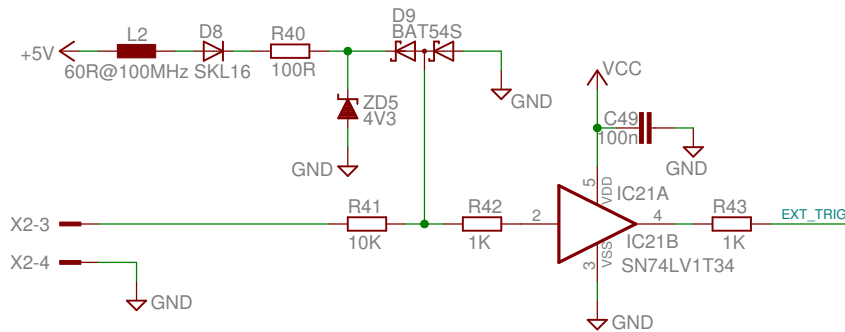 D9
BAT54S
L2
D8
R40
+5V
60R@100MHz
SKL16
100R
VCC
GND
ZD5
4V3
C49
100n
GND
GND
5
VDD
IC21A
X2-3
R41
10K
R42
1K
2
4
R43
1K
EXT_TRIG
IC21B
VSS
3
SN74LV1T34
X2-4
GND
GND